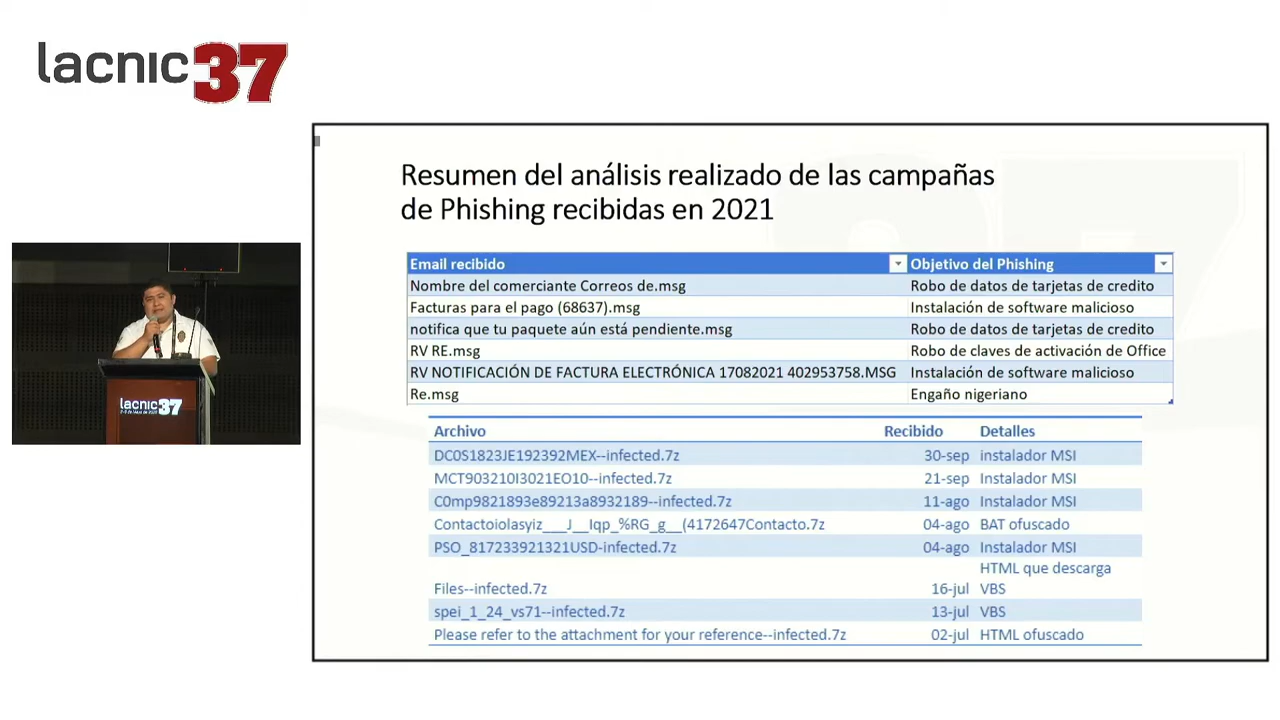 lacnic 37
Resumen del análisis realizado de las campañas
de Phishing recibidas en 2021
Email recibido Objetivo del Phishing
Nombre del comerciante Correos de.msg Robo de datos de tarjetas de credito
Facturas para el pago (68637).msg Instalación de software malicioso
notifica que tu paquete aún está pendiente.msg Robo de datos de tarjetas de credito
RV RE.msg Robo de claves de activación de Office
RV NOTIFICACIÓN DE FACTURA ELECTRÓNICA 17082021 402953758.MSG Instalación de software malicioso
Re.msg Engaño nigeriano
Archivo Recibido Detalles
DC0S1823JE192392MEX--infected.7z 30-sep instalador MSI
MCT903210I3021EO10--infected.7z 21-sep Instalador MSI
C0mp9821893e89213a8932189--infected.7z 11-ago Instalador MSI
Contactoiolasyiz___J__Iqp_%RG_g__(4172647Contacto.7z 04-ago BAT ofuscado
PSO_817233921321USD-infected.7z 04-ago Instalador MSI
HTML que descarga
Files--infected.7z 16-jul VBS
spei_1_24_vs71--infected.7z 13-jul VBS
Please refer to the attachment for your reference--infected.7z 02-jul HTML ofuscado
lacnic 37